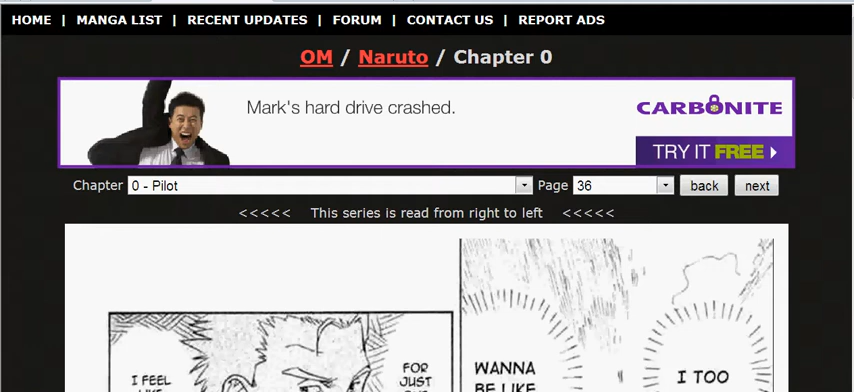 HOME | MANGA LIST | RECENT UPDATES | FORUM | CONTACT US | REPORT ADS
OM / Naruto / Chapter 0
Mark's hard drive crashed.
CARBONITE
TRY IT FREE
Chapter 0 - Pilot Page 36 back next
<<<<< This series is read from right to left <<<<<
WANNA
BE LIKE
I TOO
FOR
JUST
I FEEL